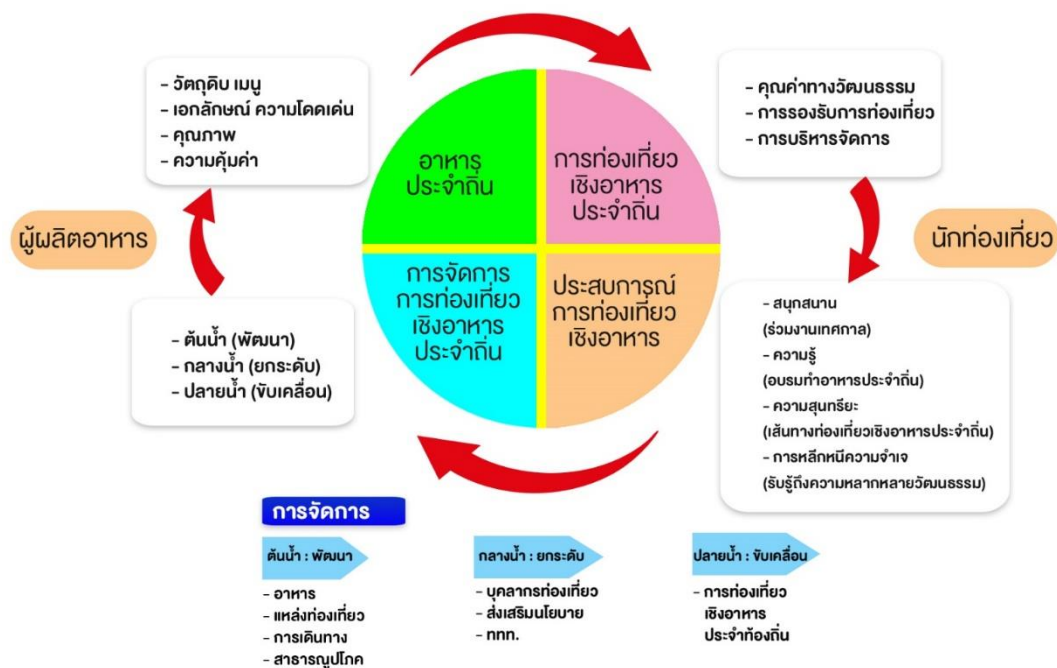 - วัตถุดิบ เมนู
- เอกลักษณ์ ความโดดเด่น
- คุณภาพ
- ความคุ้มค่า
อาหาร
ประจำถิ่น
การท่องเที่ยว
เชิงอาหาร
ประจำถิ่น
- คุณค่าทางวัฒนธรรม
- การรองรับการท่องเที่ยว
- การบริหารจัดการ
ผู้ผลิตอาหาร
นักท่องเที่ยว
- ต้นน้ำ (พัฒนา)
- กลางน้ำ (ยกระดับ)
- ปลายน้ำ (ขับเคลื่อน)
การจัดการ
การท่องเที่ยว
เชิงอาหาร
ประจำถิ่น
ประสบการณ์
การท่องเที่ยว
เชิงอาหาร
- สนุกสนาน
(ร่วมงานเทศกาล)
- ความรู้
(อบรมทำอาหารประจำถิ่น)
- ความสุนทรียะ
(เส้นทางท่องเที่ยวเชิงอาหารประจำถิ่น)
- การหลีกหนีความจำเจ
(รับรู้ถึงความหลากหลายวัฒนธรรม)
การจัดการ
ต้นน้ำ : พัฒนา
- อาหาร
- แหล่งท่องเที่ยว
- การเดินทาง
- สาธารณูปโภค
กลางน้ำ : ยกระดับ
- บุคลากรท่องเที่ยว
- ส่งเสริมนโยบาย
- ททท.
ปลายน้ำ : ขับเคลื่อน
- การท่องเที่ยว
เชิงอาหาร
ประจำท้องถิ่น